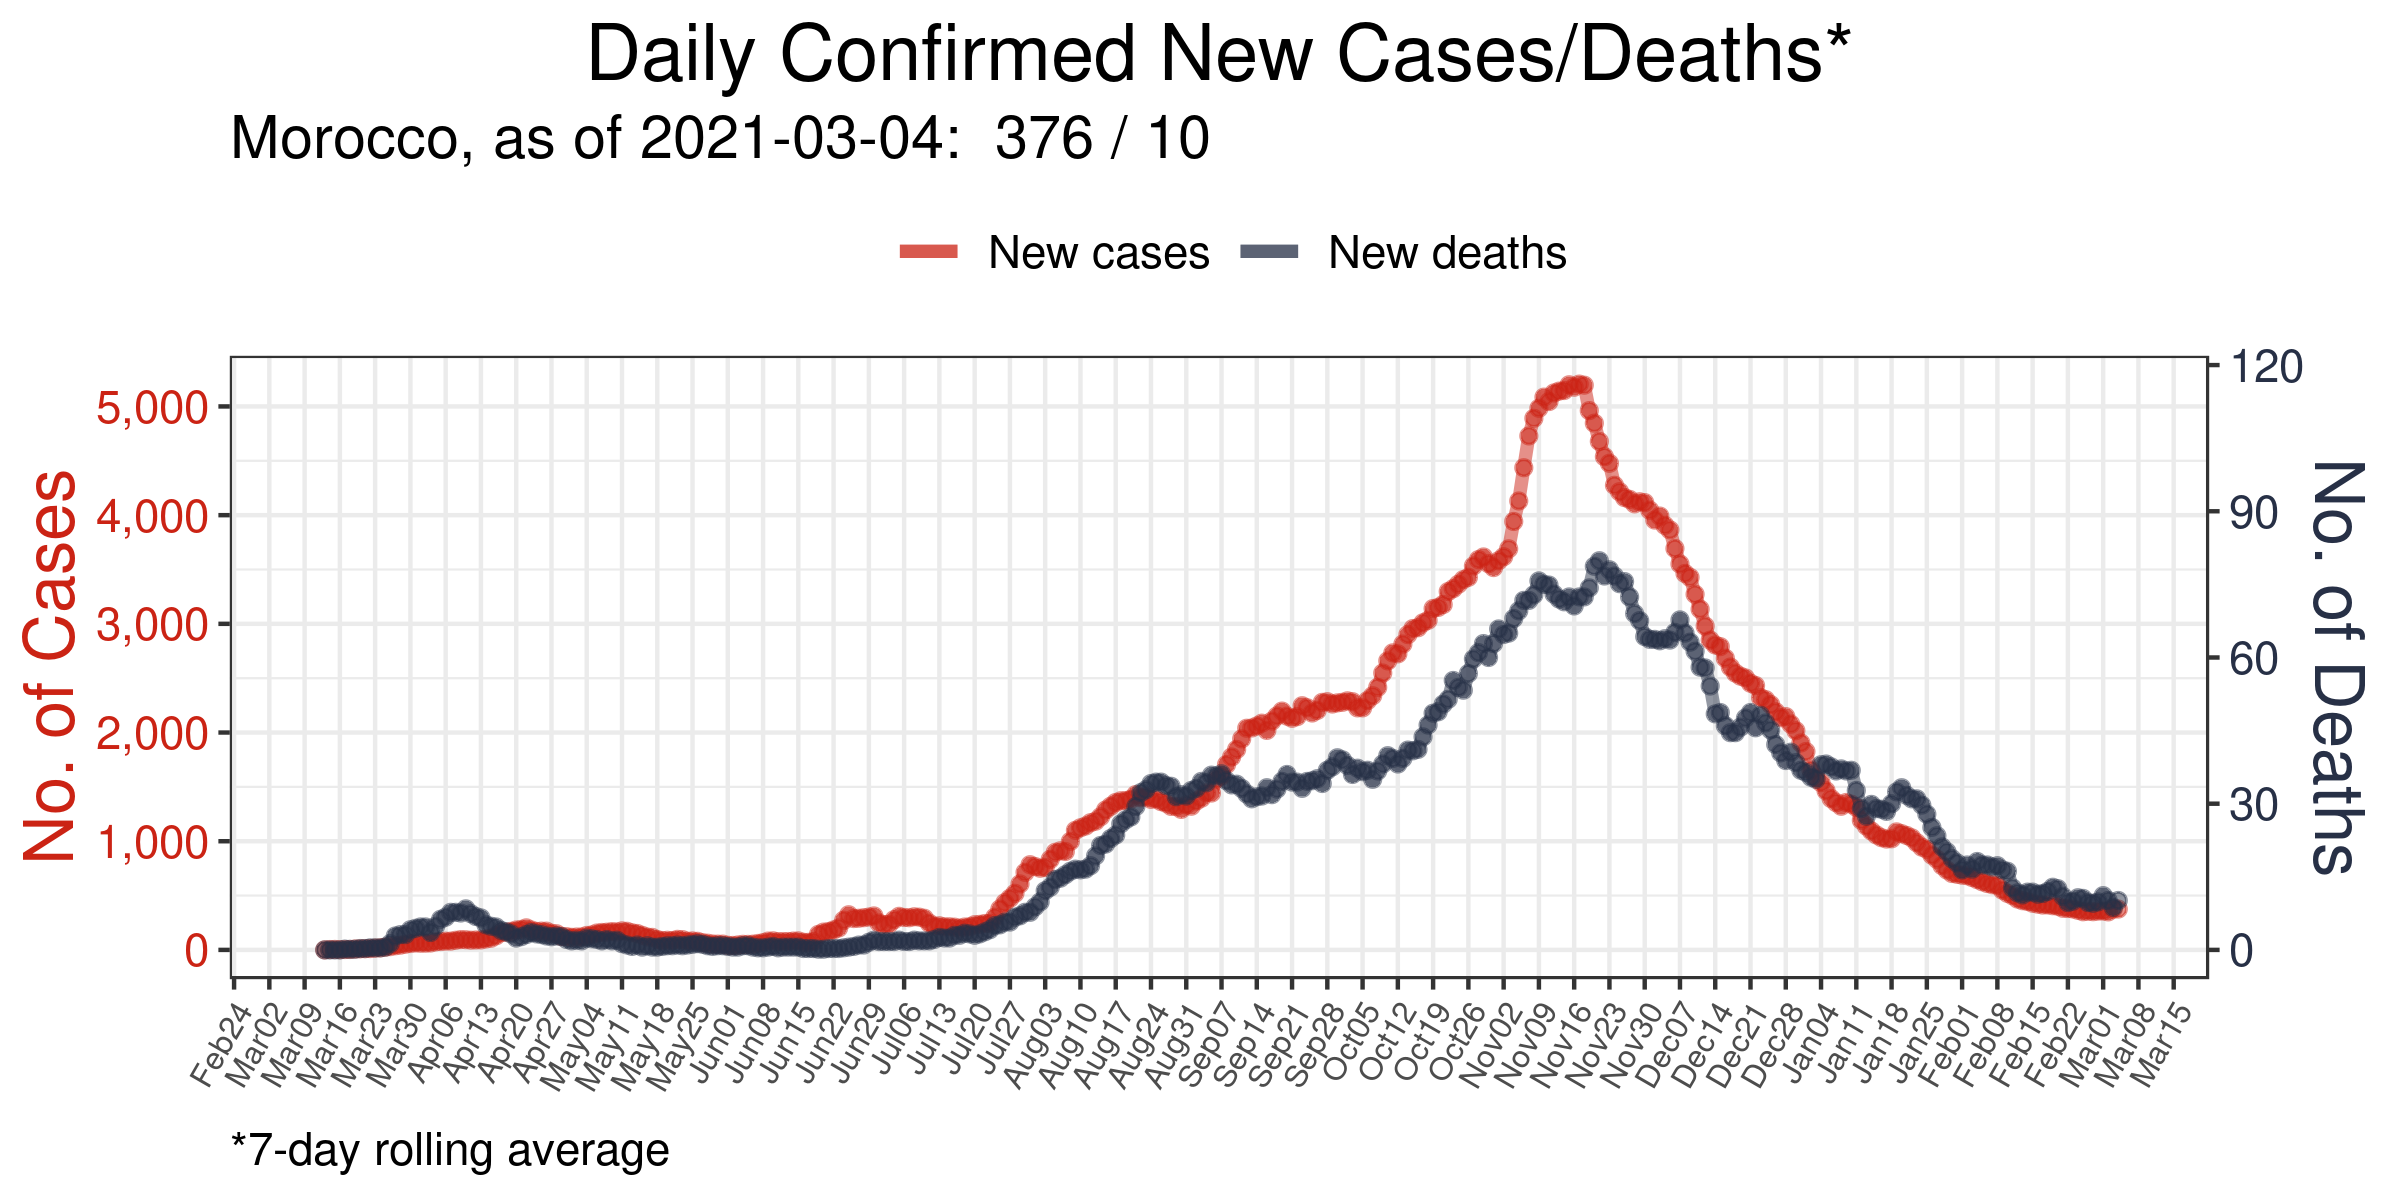 Daily Confirmed New Cases/Deaths*
Morocco, as of 2021-03-04:  376 / 10
New cases New deaths
No. of Cases
5,000
4,000
3,000
2,000
1,000
0
120
90
60
30
0
No. of Deaths
Feb24 Mar02 Mar09 Mar16 Mar23 Mar30 Apr06 Apr13 Apr20 Apr27 May04 May11 May18 May25 Jun01 Jun08 Jun15 Jun22 Jun29 Jul06 Jul13 Jul20 Jul27 Aug03 Aug10 Aug17 Aug24 Aug31 Sep07 Sep14 Sep21 Sep28 Oct05 Oct12 Oct19 Oct26 Nov02 Nov09 Nov16 Nov23 Nov30 Dec07 Dec14 Dec21 Dec28 Jan04 Jan11 Jan18 Jan25 Feb01 Feb08 Feb15 Feb22 Mar01 Mar08 Mar15
*7-day rolling average